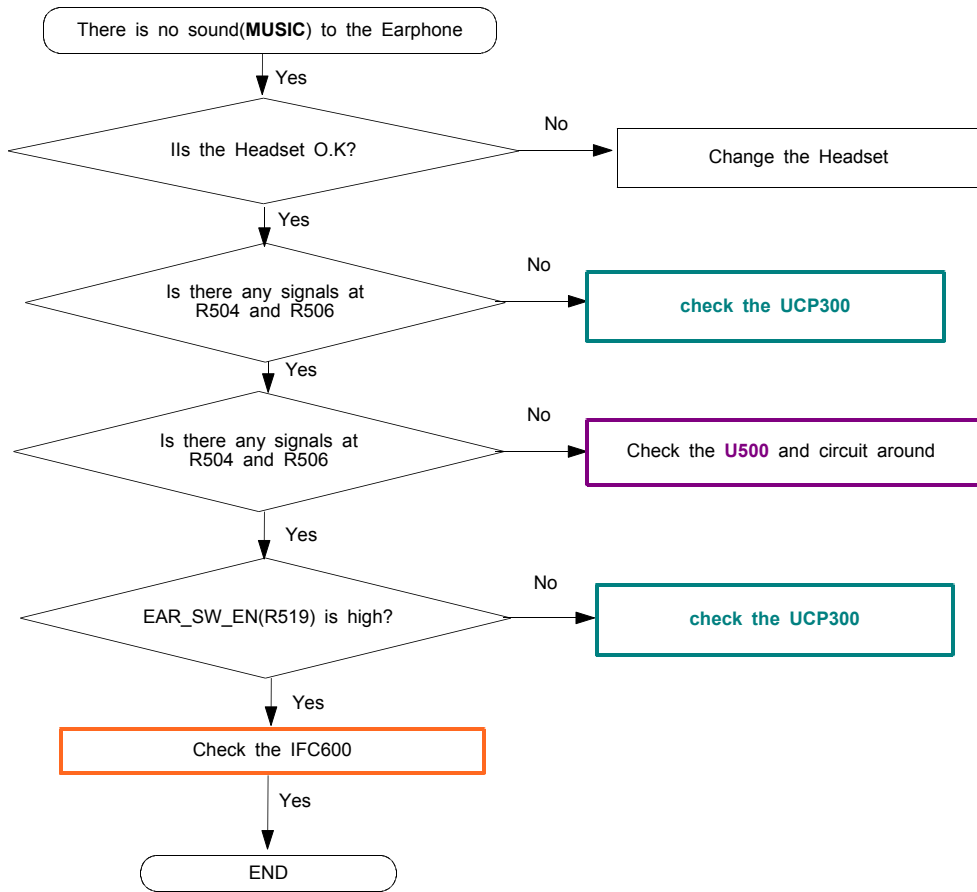 There is no sound(MUSIC) to the Earphone
Yes
IIs the Headset O.K?
No
Change the Headset
Yes
Is there any signals at
R504 and R506
No
check the UCP300
Yes
Is there any signals at
R504 and R506
No
Check the U500 and circuit around
Yes
EAR_SW_EN(R519) is high?
No
check the UCP300
Yes
Check the IFC600
Yes
END